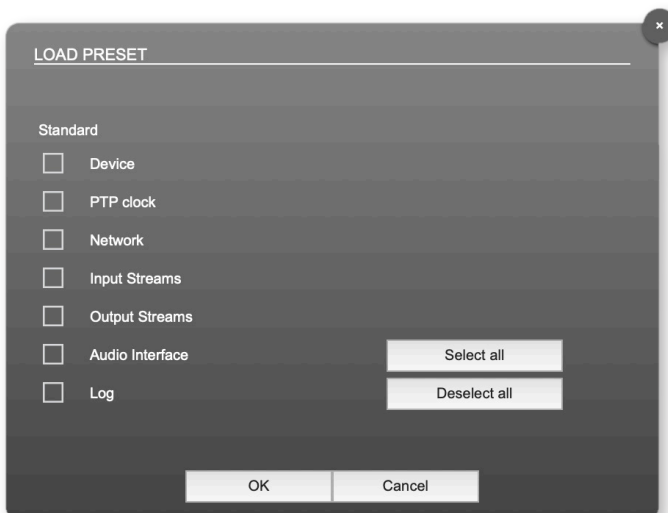 ×
LOAD PRESET
Standard
Device
PTP clock
Network
Input Streams
Output Streams
Audio Interface
Select all
Log
Deselect all
OK
Cancel